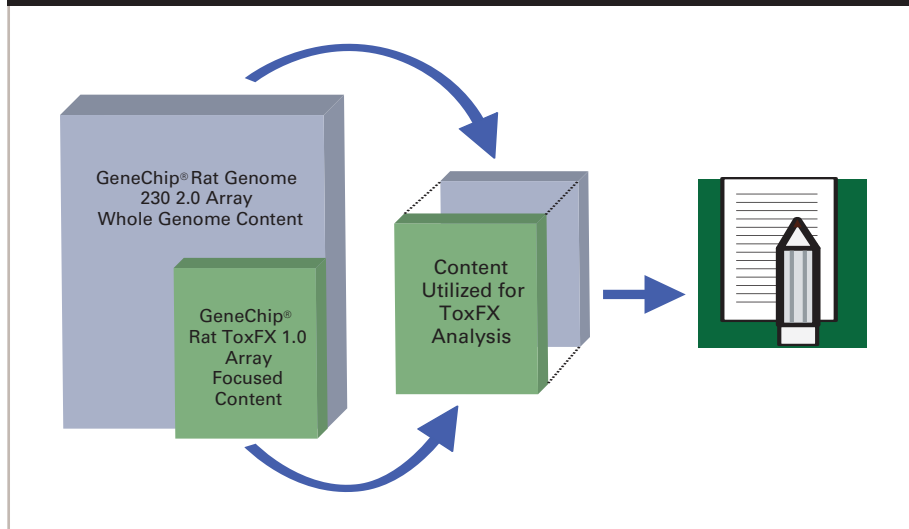 GeneChip® Rat Genome
230 2.0 Array
Whole Genome Content
GeneChip®
Rat ToxFX 1.0
Array
Focused
Content
Content
Utilized for
ToxFX
Analysis